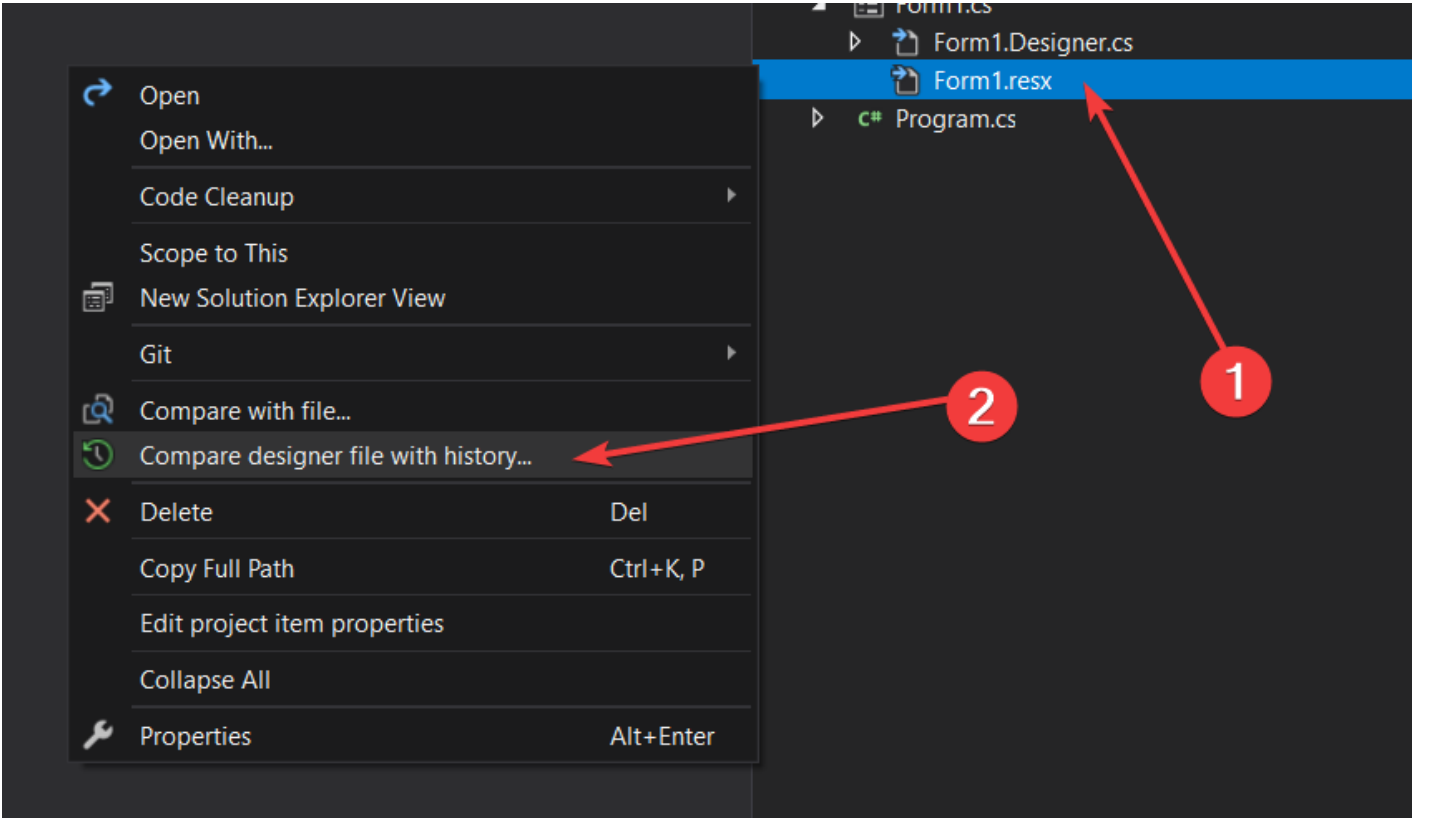 Form1.cs
Form1.Designer.cs
Form1.resx
C# Program.cs
Open
Open With...
Code Cleanup
Scope to This
New Solution Explorer View
Git
Compare with file...
Compare designer file with history...
Delete Del
Copy Full Path Ctrl+K, P
Edit project item properties
Collapse All
Properties Alt+Enter
1
2